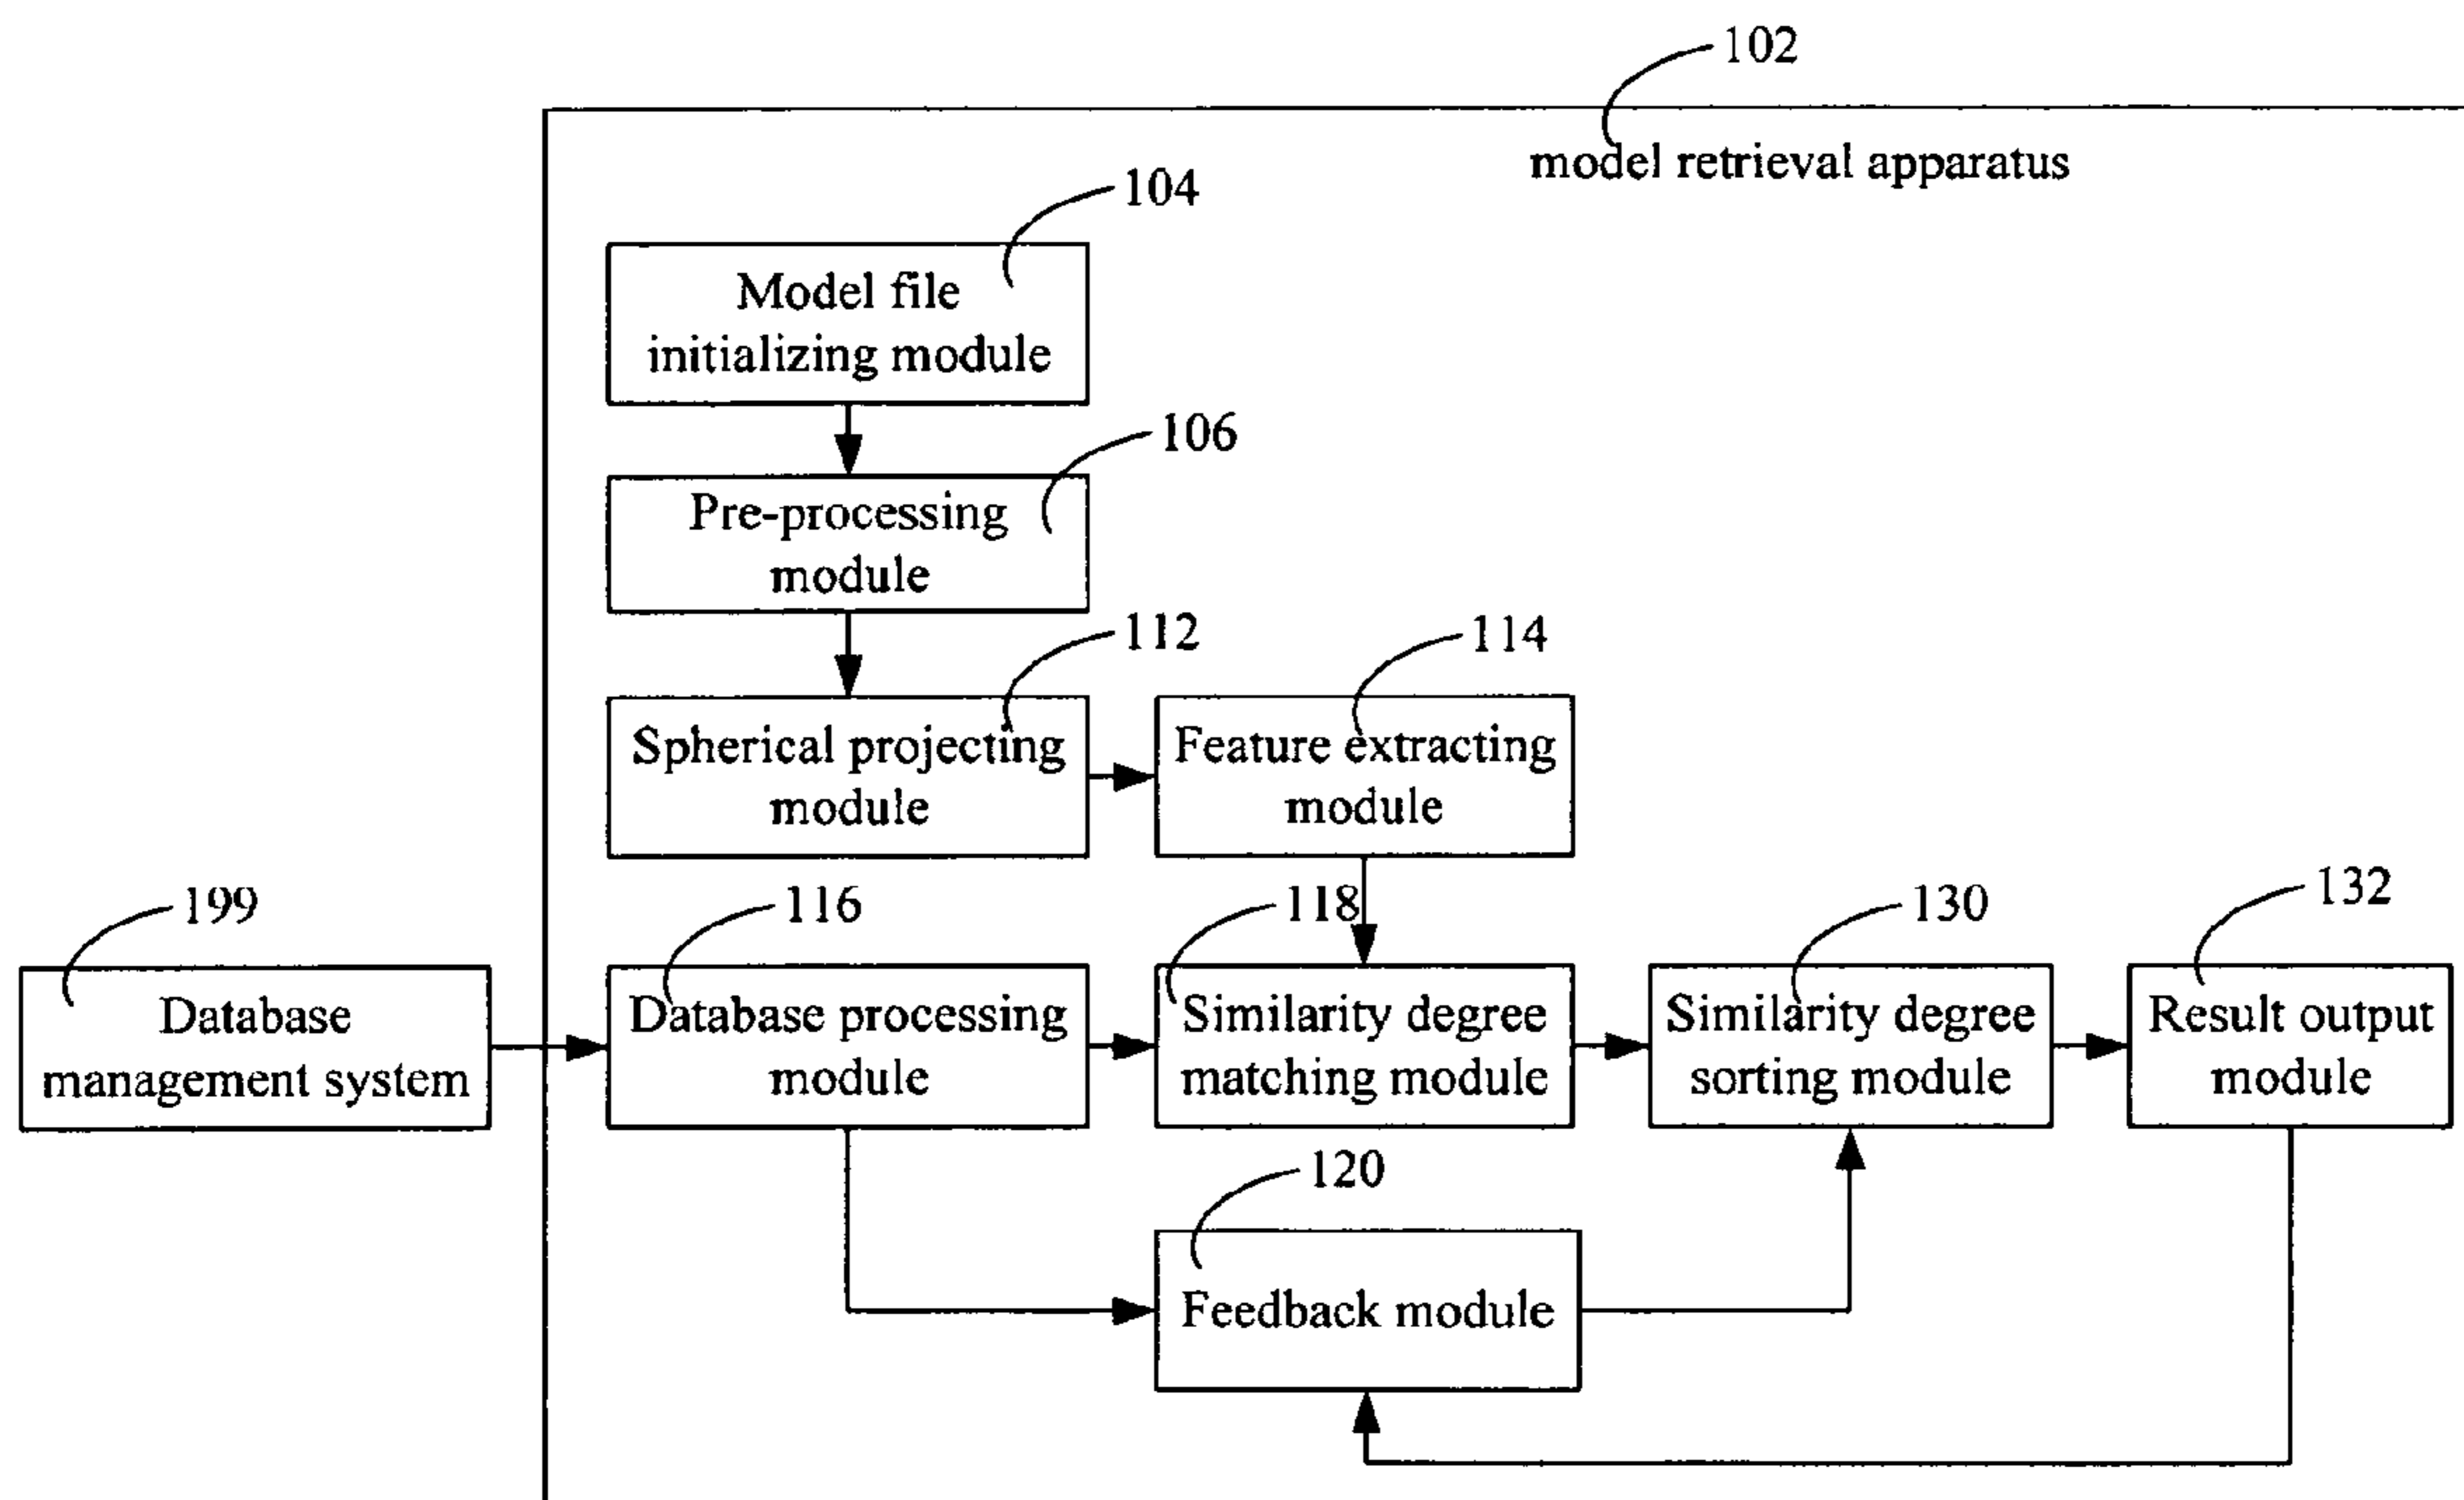 102
model retrieval apparatus
104
Model file
initializing module
106
Pre-processing
module
112
Spherical projecting
module
114
Feature extracting
module
199
Database
management system
116
Database processing
module
118
Similarity degree
matching module
130
Similarity degree
sorting module
132
Result output
module
120
Feedback module